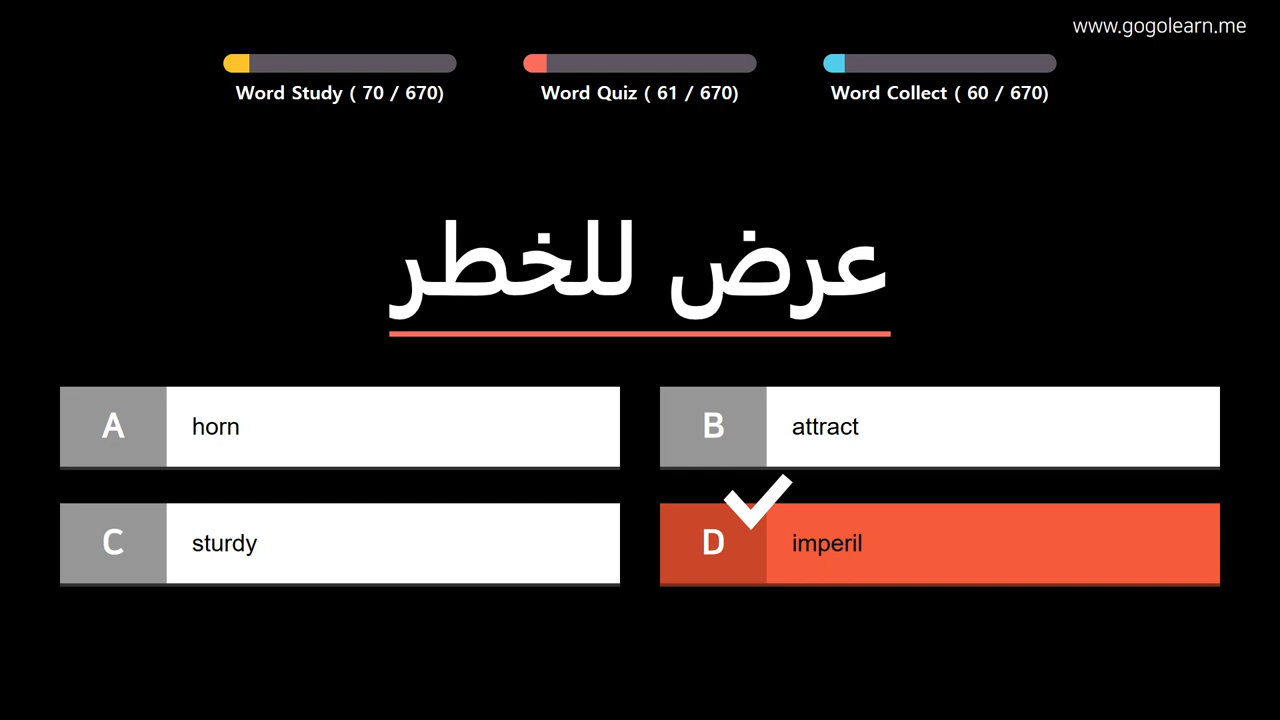 www.gogolearn.me
Word Study ( 70 / 670)
Word Quiz ( 61 / 670)
Word Collect ( 60 / 670)
عرض للخطر
A
horn
B
attract
C
sturdy
D
imperil